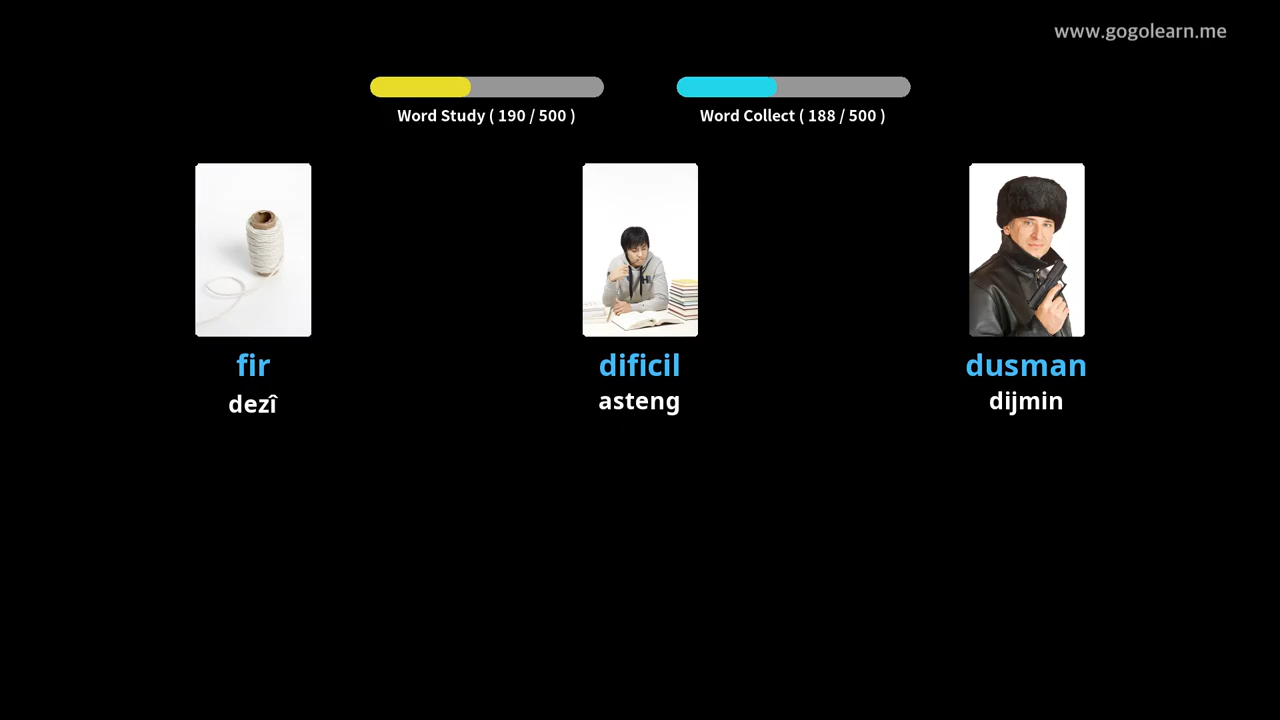 www.gogolearn.me
Word Study ( 190 / 500 )
Word Collect ( 188 / 500 )
fir
dezî
dificil
asteng
dusman
dijmin